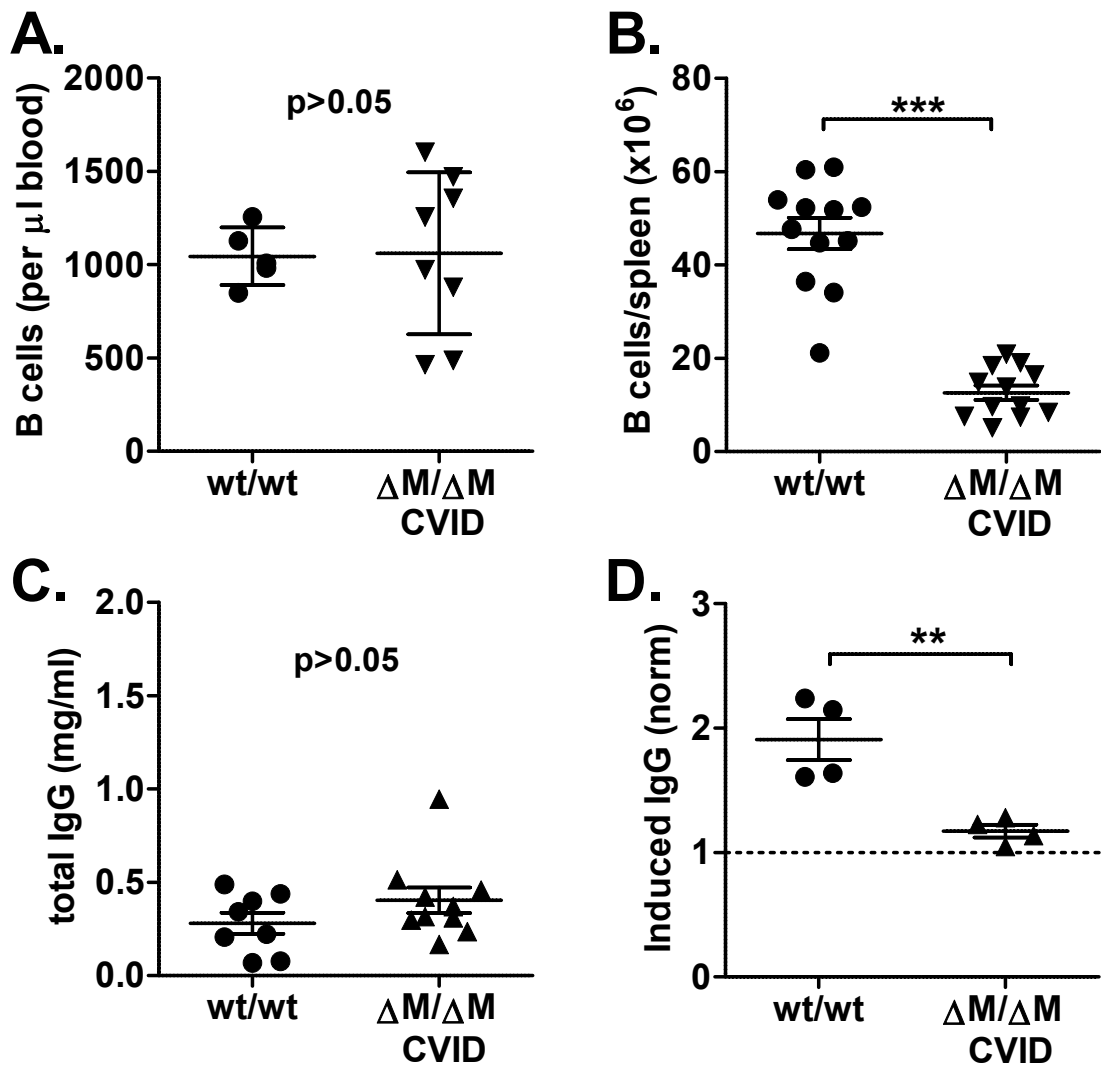 A.
B cells (per μl blood)
2000
1500
1000
500
0
p>0.05
wt/wt
ΔM/ΔM
CVID
B.
B cells/spleen (x10⁶)
80
60
40
20
0
***
wt/wt
ΔM/ΔM
CVID
C.
total IgG (mg/ml)
2.0
1.5
1.0
0.5
0.0
p>0.05
wt/wt
ΔM/ΔM
CVID
D.
Induced IgG (norm)
3
2
1
0
**
wt/wt
ΔM/ΔM
CVID